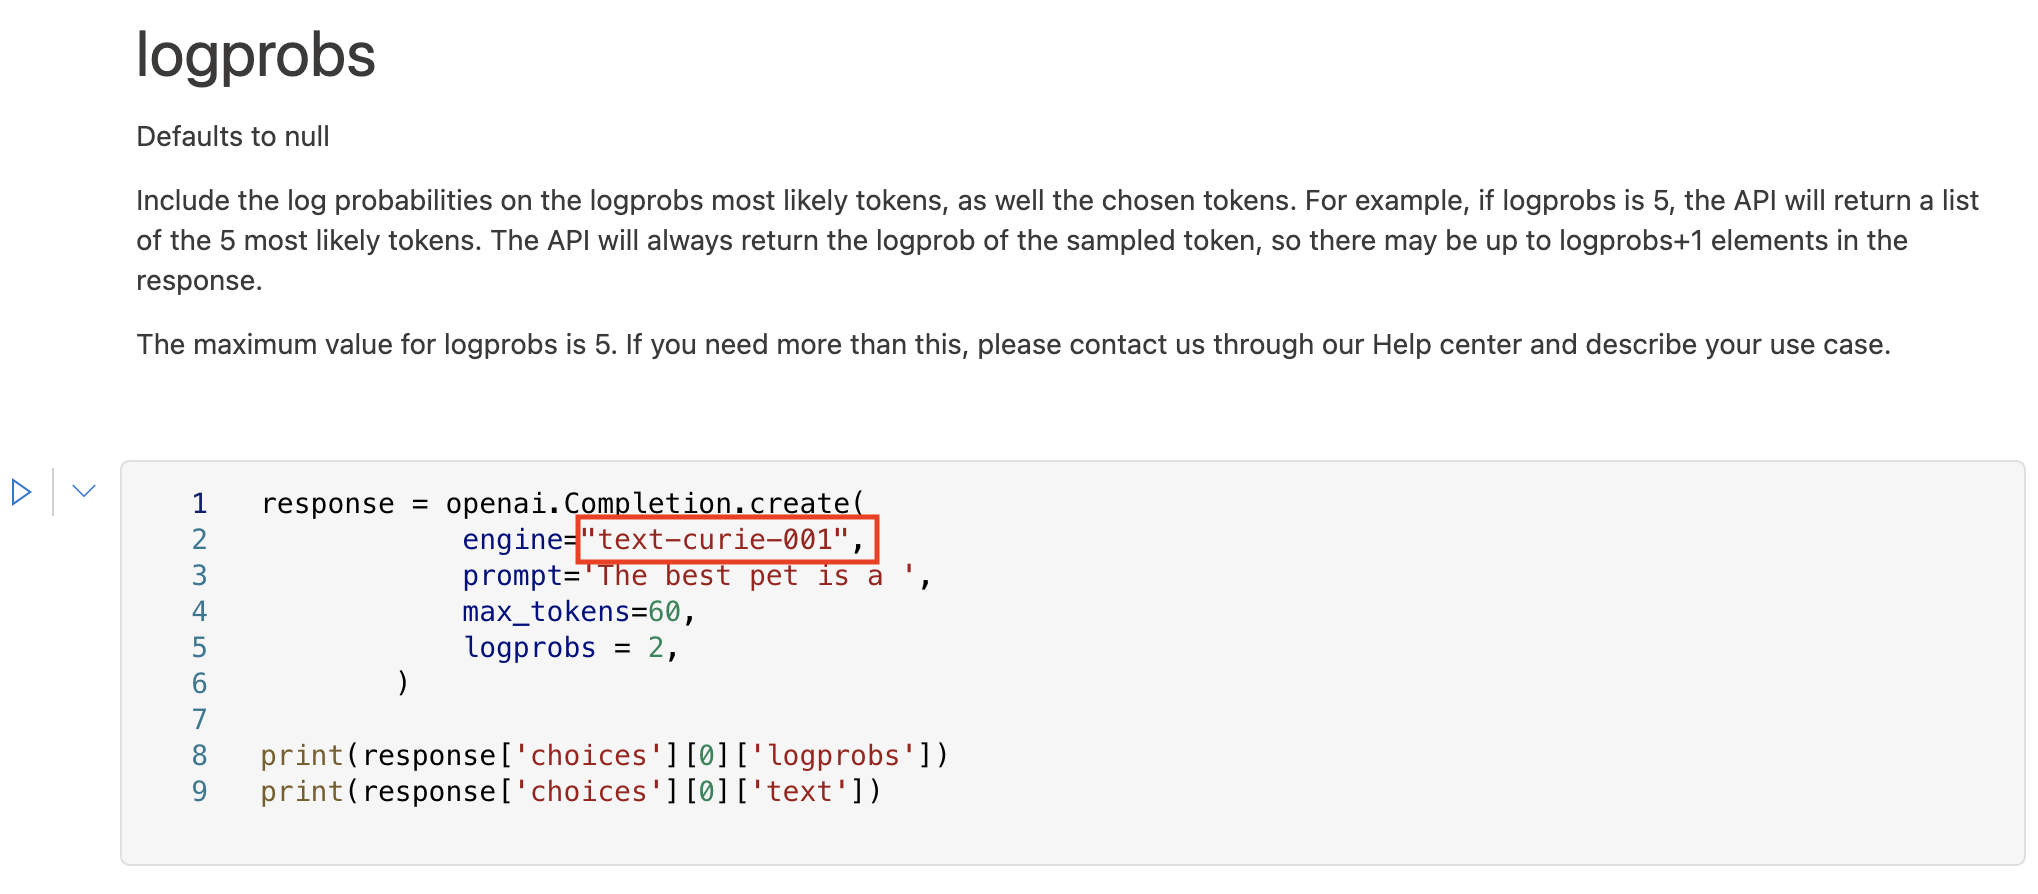 logprobs
Defaults to null
Include the log probabilities on the logprobs most likely tokens, as well the chosen tokens. For example, if logprobs is 5, the API will return a list
of the 5 most likely tokens. The API will always return the logprob of the sampled token, so there may be up to logprobs+1 elements in the
response.
The maximum value for logprobs is 5. If you need more than this, please contact us through our Help center and describe your use case.
1 response = openai.Completion.create(
2             engine="text-curie-001",
3             prompt='The best pet is a ',
4             max_tokens=60,
5             logprobs = 2,
6         )
7
8 print(response['choices'][0]['logprobs'])
9 print(response['choices'][0]['text'])